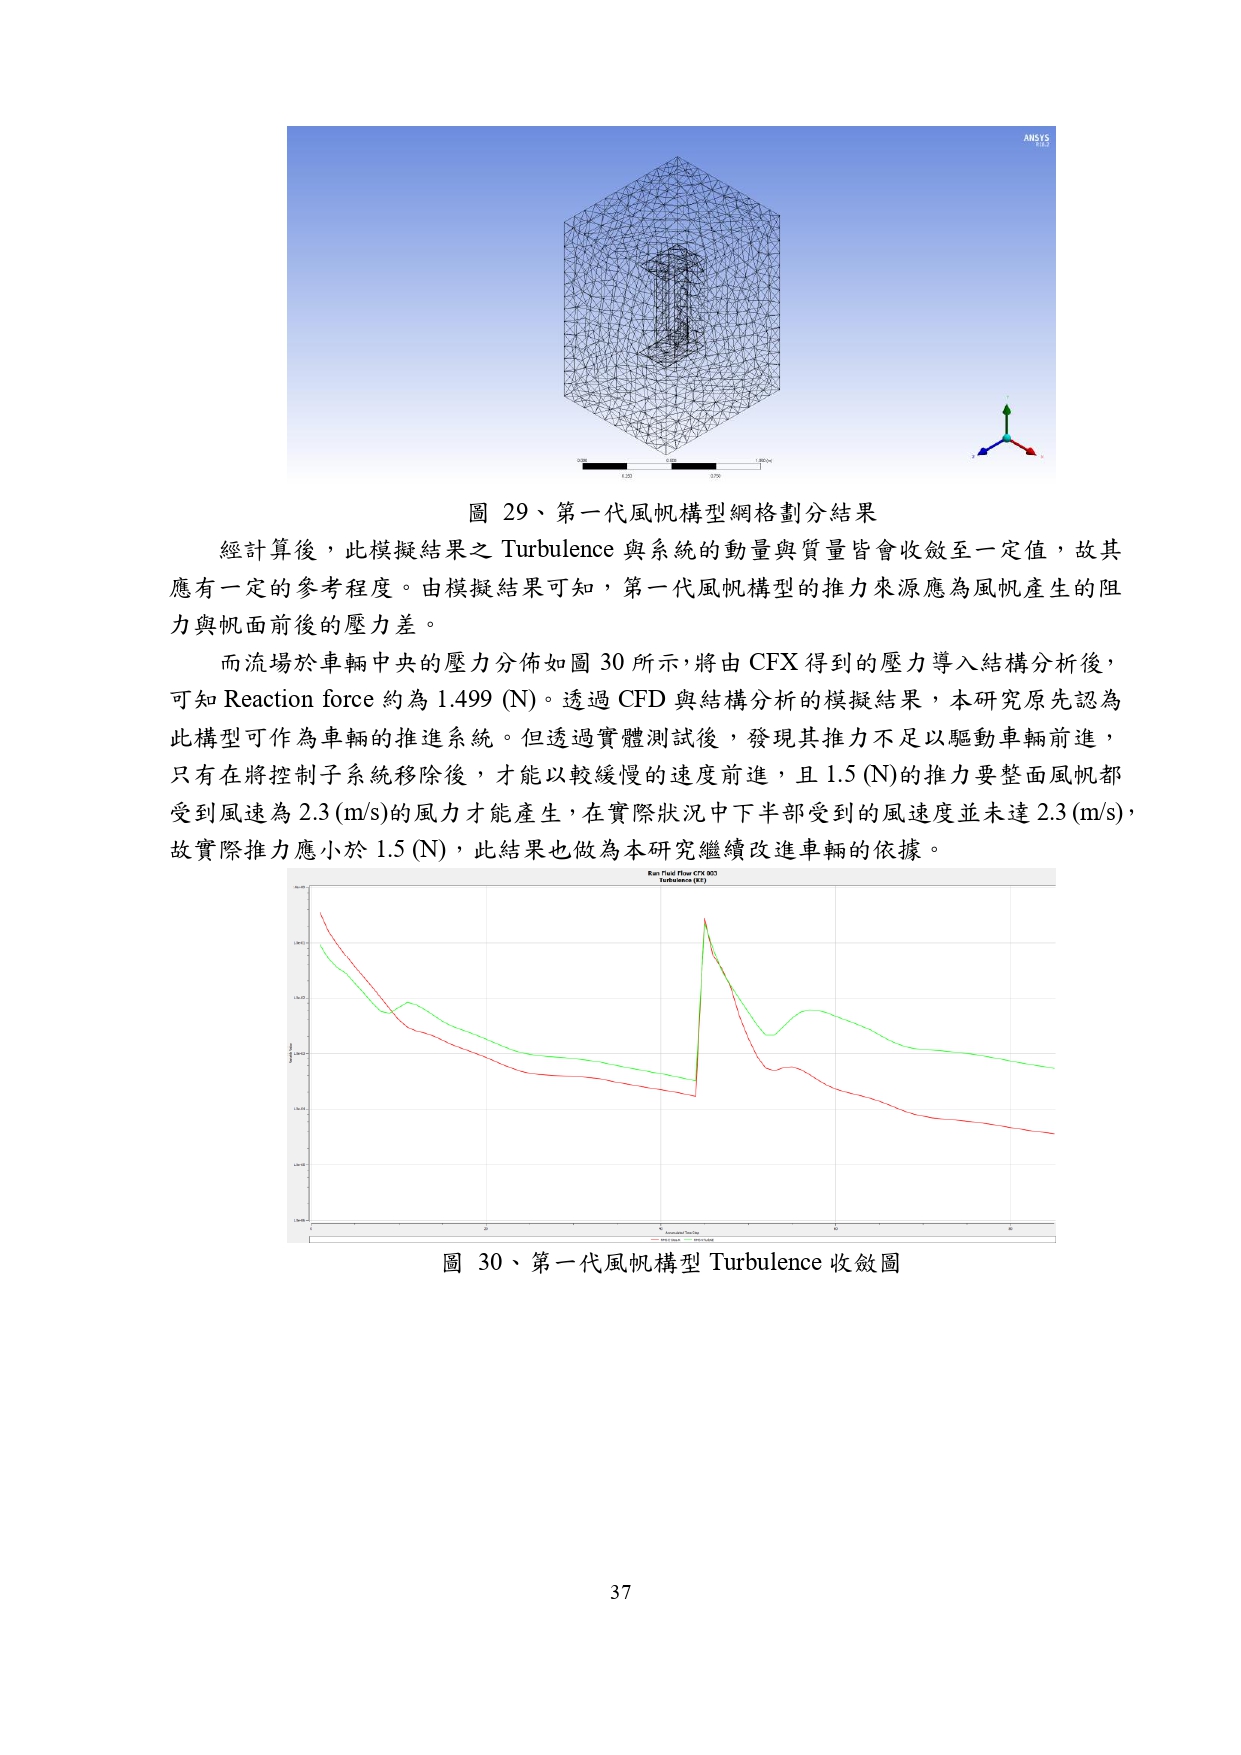 ANSYS
R18.2
0.000
0.500
1.000 (m)
0.250
0.750
圖 29、第一代風帆構型網格劃分結果
經計算後，此模擬結果之 Turbulence 與系統的動量與質量皆會收斂至一定值，故其
應有一定的參考程度。由模擬結果可知，第一代風帆構型的推力來源應為風帆產生的阻
力與帆面前後的壓力差。
而流場於車輛中央的壓力分佈如圖 30 所示，將由 CFX 得到的壓力導入結構分析後，
可知 Reaction force 約為 1.499 (N)。透過 CFD 與結構分析的模擬結果，本研究原先認為
此構型可作為車輛的推進系統。但透過實體測試後，發現其推力不足以驅動車輛前進，
只有在將控制子系統移除後，才能以較緩慢的速度前進，且 1.5 (N)的推力要整面風帆都
受到風速為 2.3 (m/s)的風力才能產生，在實際狀況中下半部受到的風速度並未達 2.3 (m/s)，
故實際推力應小於 1.5 (N)，此結果也做為本研究繼續改進車輛的依據。
Run Fluid Flow CFX 003
Turbulence (KE)
Accumulated Time Step
圖 30、第一代風帆構型 Turbulence 收斂圖
37